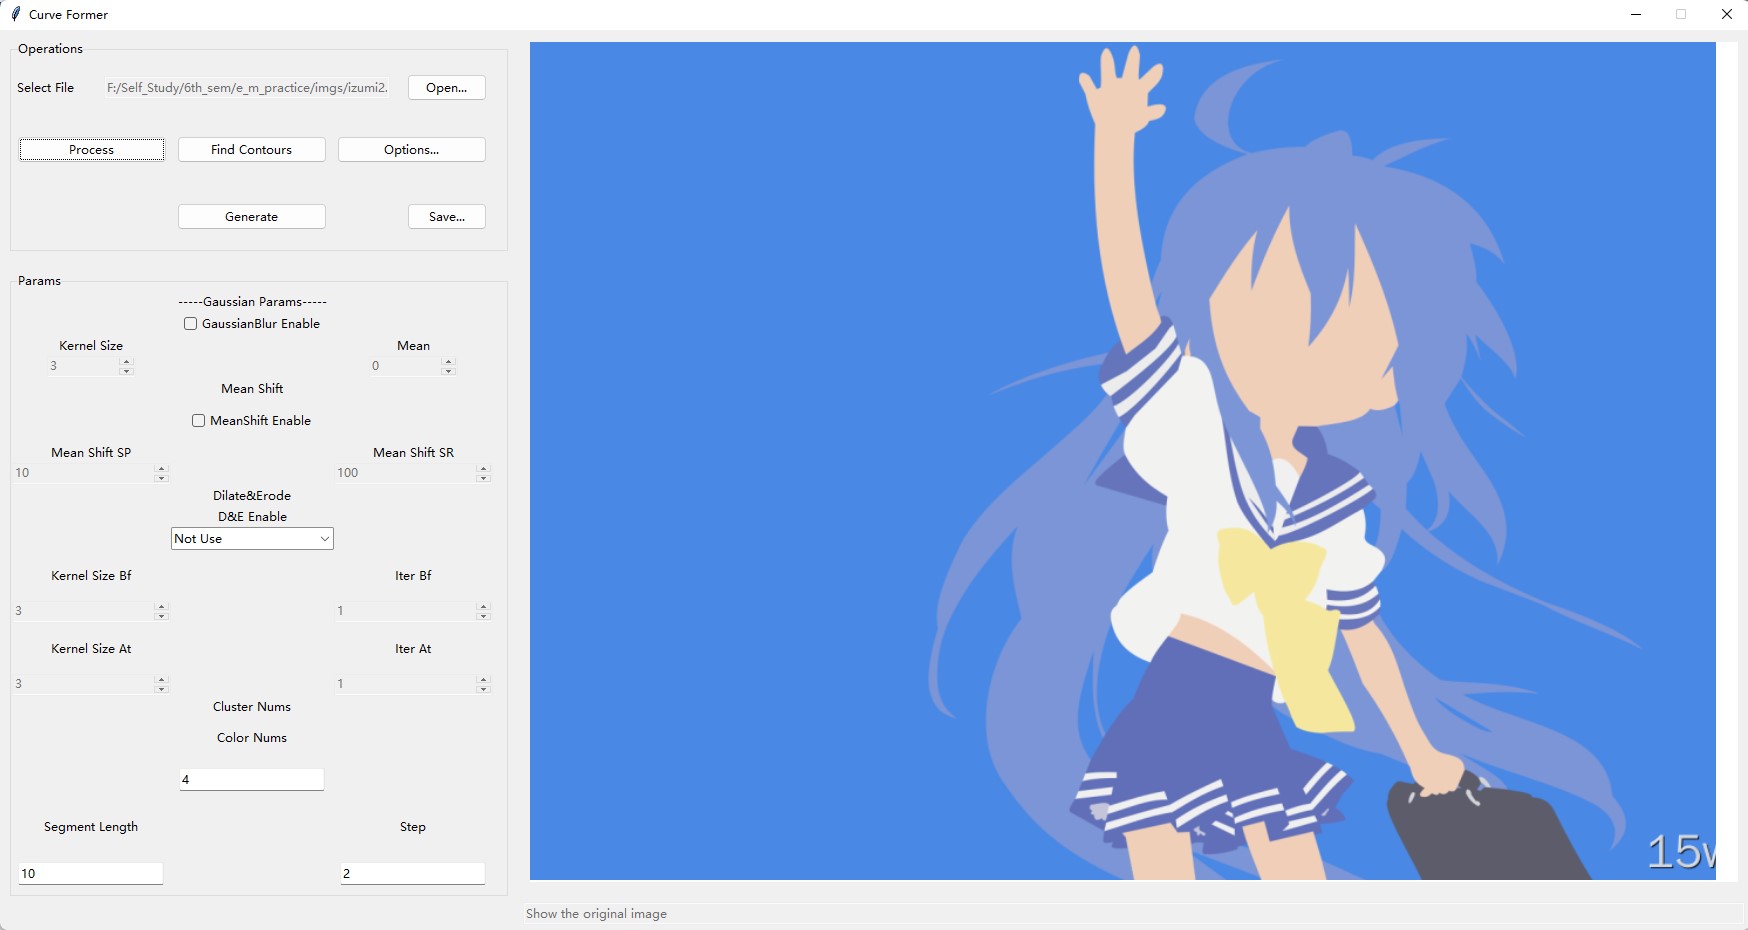 Curve Former
Operations
Select File F:/Self_Study/6th_sem/e_m_practice/imgs/izumi2. Open...
Process Find Contours Options...
Generate Save...
Params
-----Gaussian Params-----
GaussianBlur Enable
Kernel Size Mean
3 0
Mean Shift
MeanShift Enable
Mean Shift SP Mean Shift SR
10 100
Dilate&Erode
D&E Enable
Not Use
Kernel Size Bf Iter Bf
3 1
Kernel Size At Iter At
3 1
Cluster Nums
Color Nums
4
Segment Length Step
10 2
15w
Show the original image